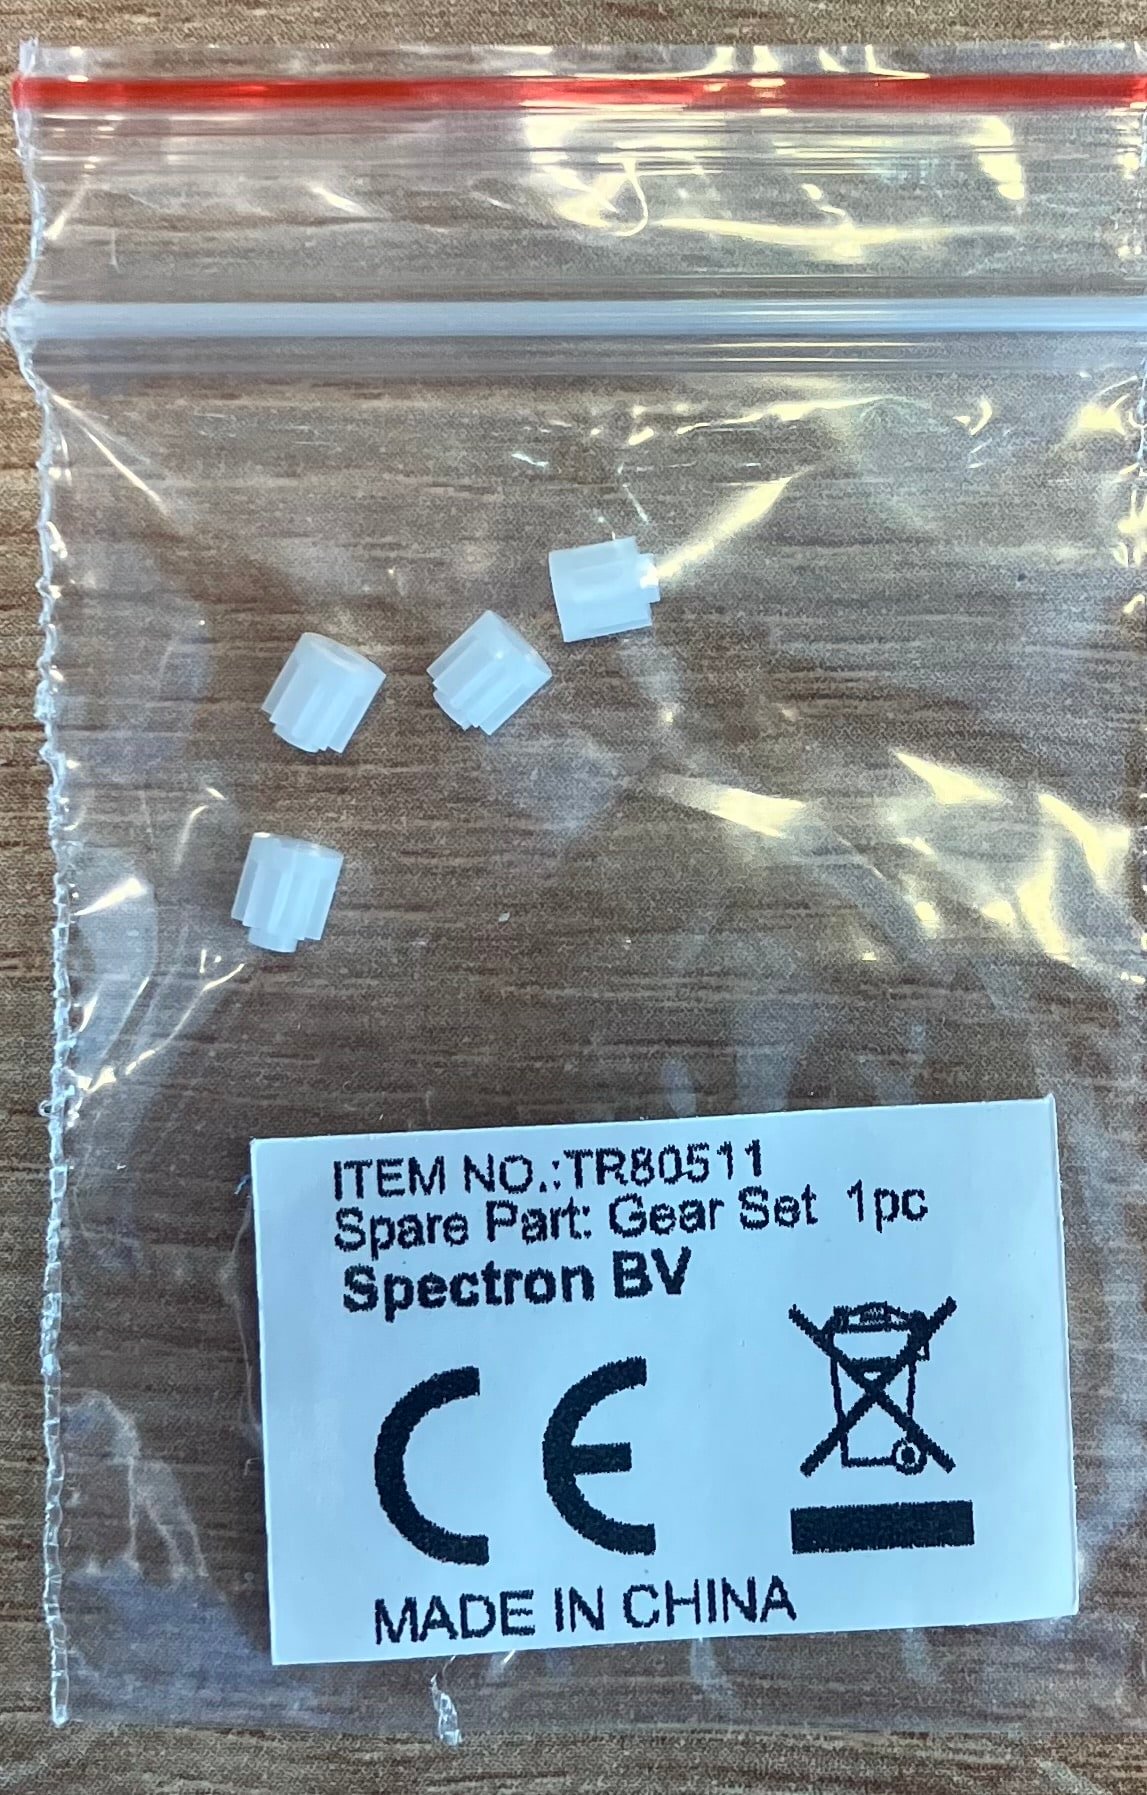 ITEM NO.:TR80511
Spare Part: Gear Set 1pc
Spectron BV
CE
MADE IN CHINA